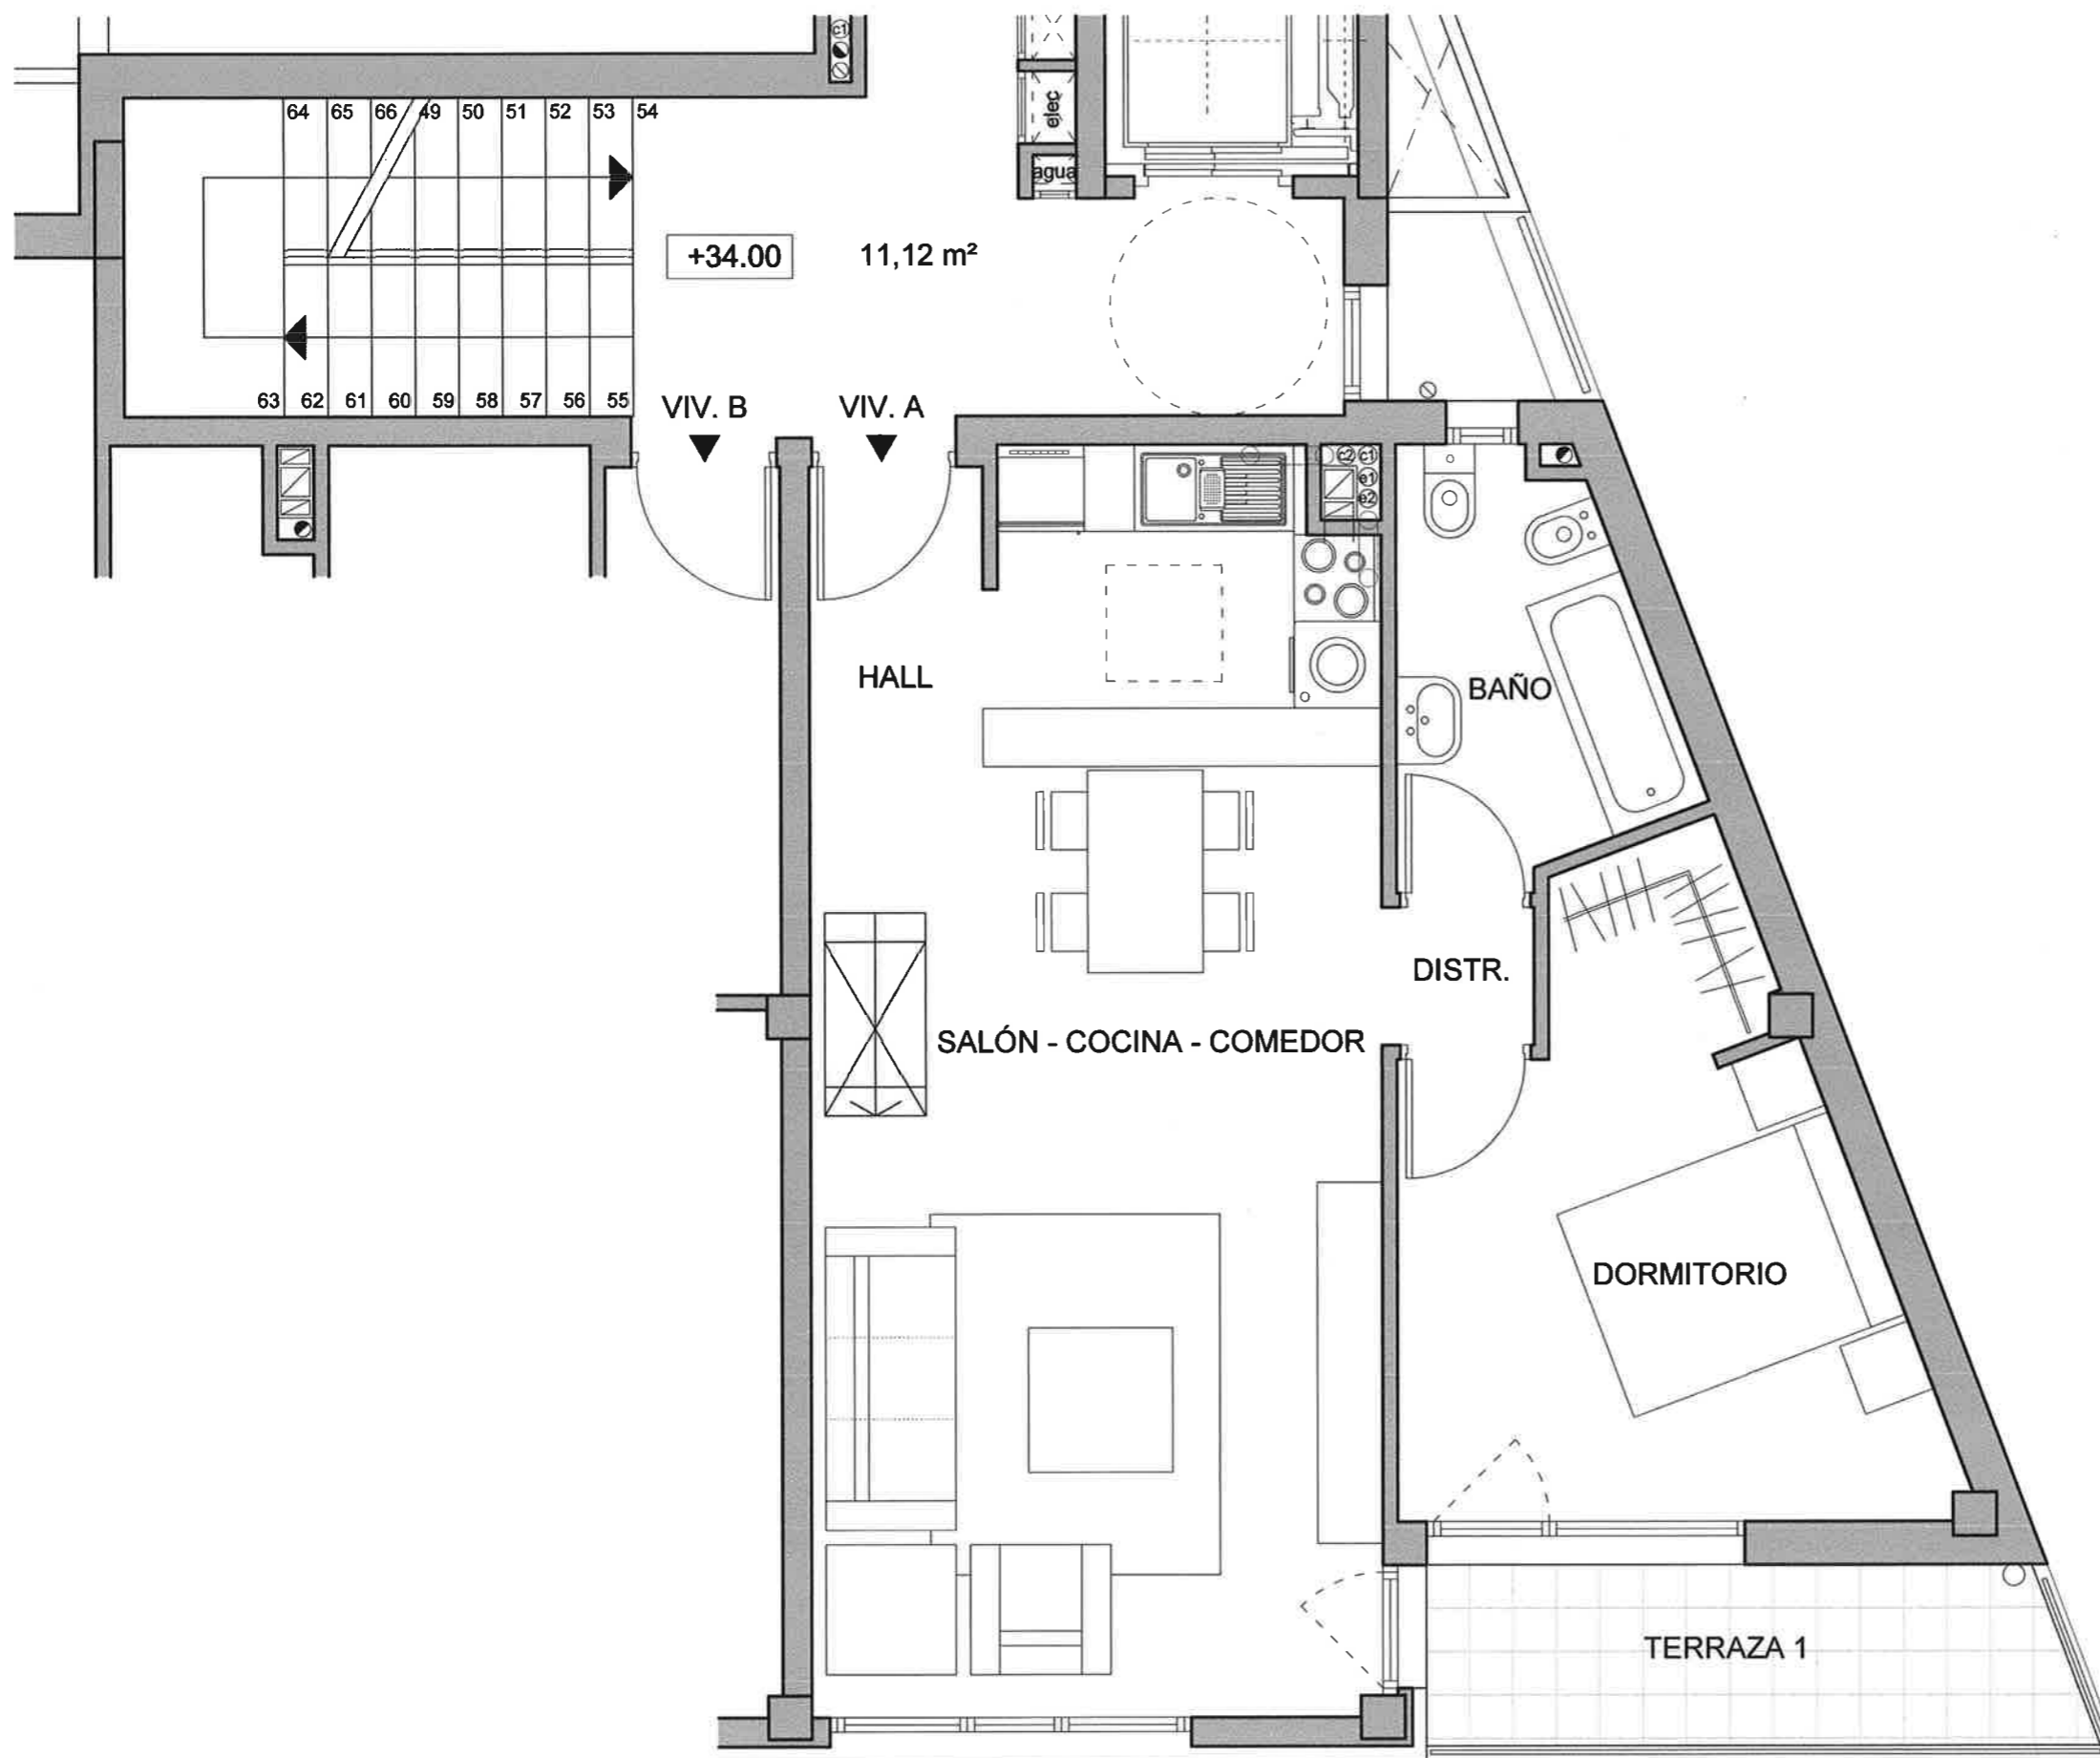 c1
64 65 66 49 50 51 52 53 54
elec
agua
+34.00
11,12 m²
63 62 61 60 59 58 57 56 55
VIV. B
VIV. A
c2 c1
e1
e2
HALL
BAÑO
DISTR.
SALÓN - COCINA - COMEDOR
DORMITORIO
TERRAZA 1